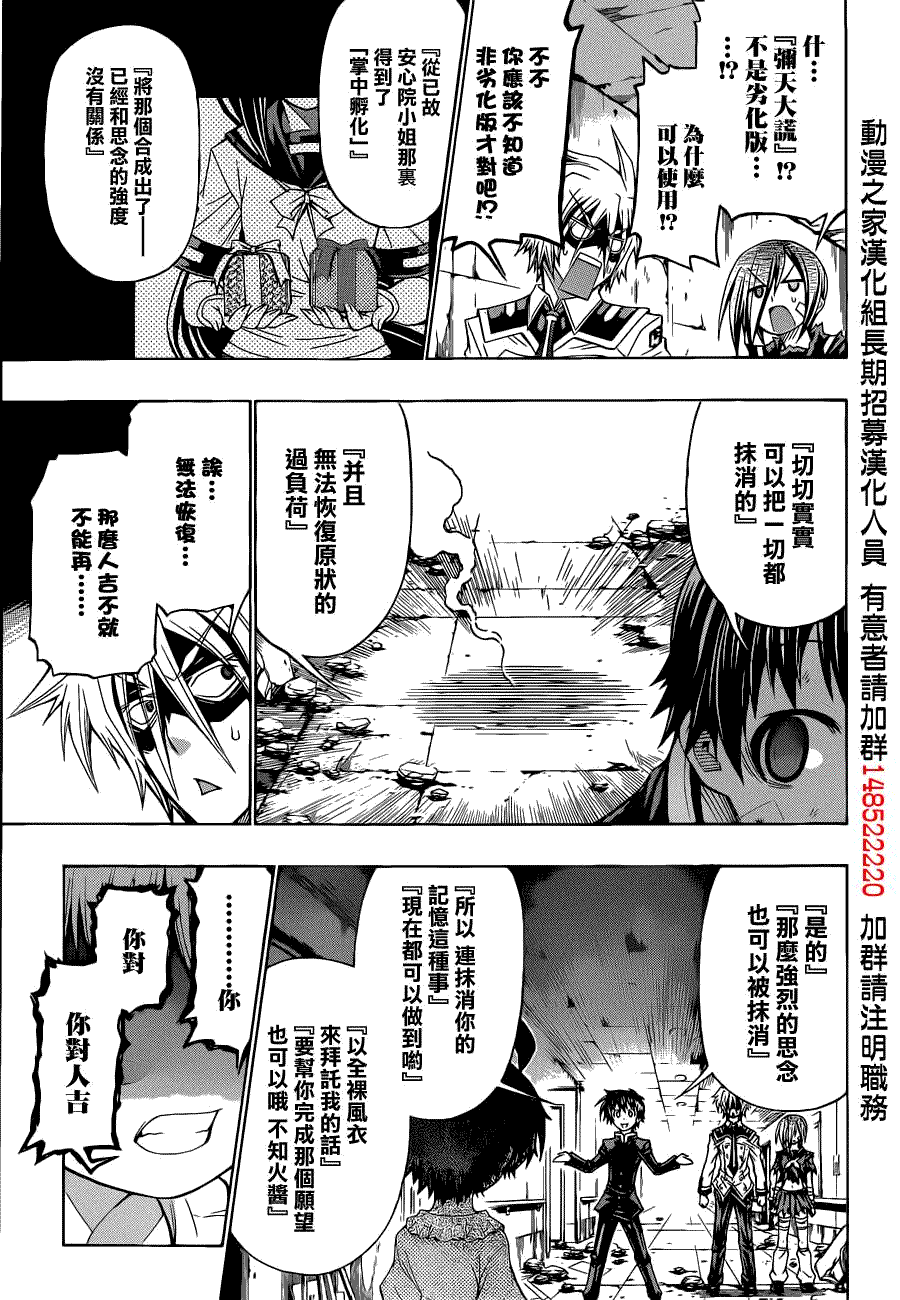 什…
『彌天大謊』!?
不是劣化版…
…!?
為什麼
可以使用!?
不不
你應該不知道
非劣化版才對吧!?
『從已故
安心院小姐那裏
得到了
「掌中孵化」
『將那個合成出了——
已經和思念的強度
沒有關係』
『切切實實
可以把一切都
抹消的』
『并且
無法恢復原狀的
過負荷』
誒…
無法恢復…
那麼人吉不就
不能再……
『是的』
『那麼強烈的思念
也可以被抹消』
『所以 連抹消你的
記憶這種事』
『現在都可以做到喲』
『以全裸風衣
來拜託我的話』
『要幫你完成那個願望
也可以哦 不知火醬』
………你
你對
你對人吉
動漫之家漢化組長期招募漢化人員 有意者請加群148522220 加群請注明職務